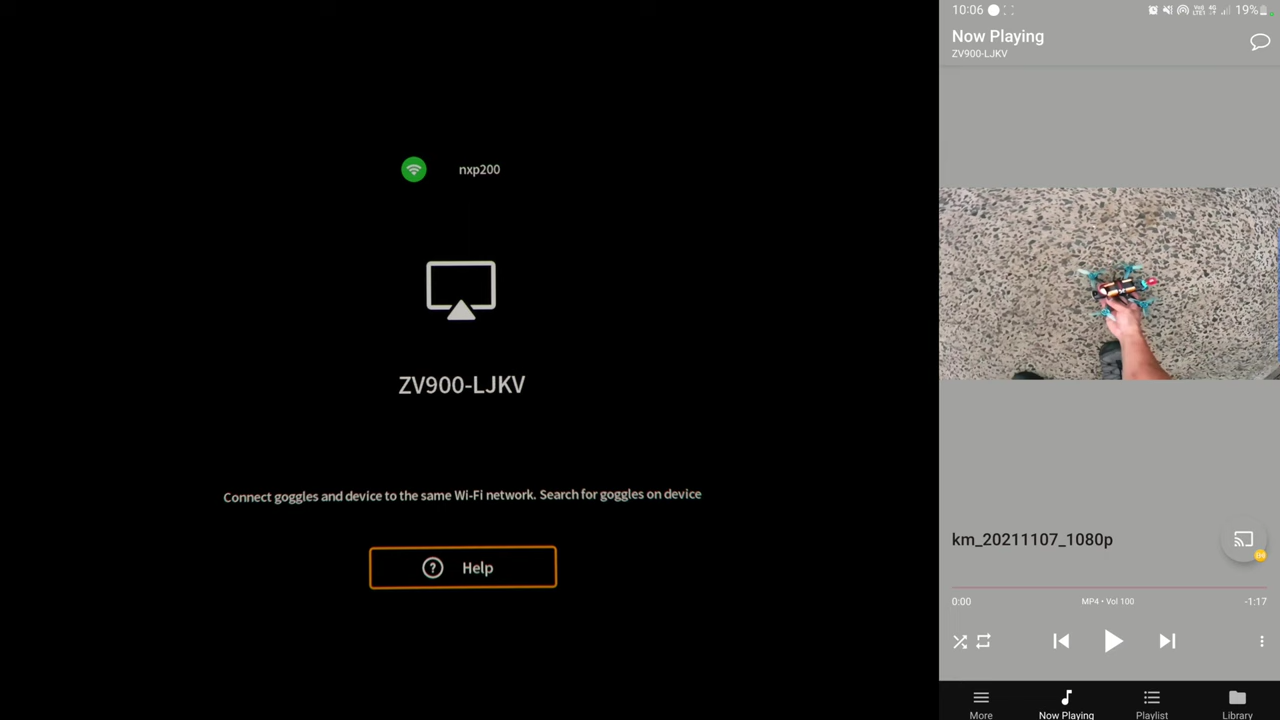 nxp200
ZV900-LJKV
Connect goggles and device to the same Wi-Fi network. Search for goggles on device
? Help
10:06
19%
Now Playing
ZV900-LJKV
km_20211107_1080p
0:00
MP4 • Vol 100
-1:17
More
Now Playing
Playlist
Library